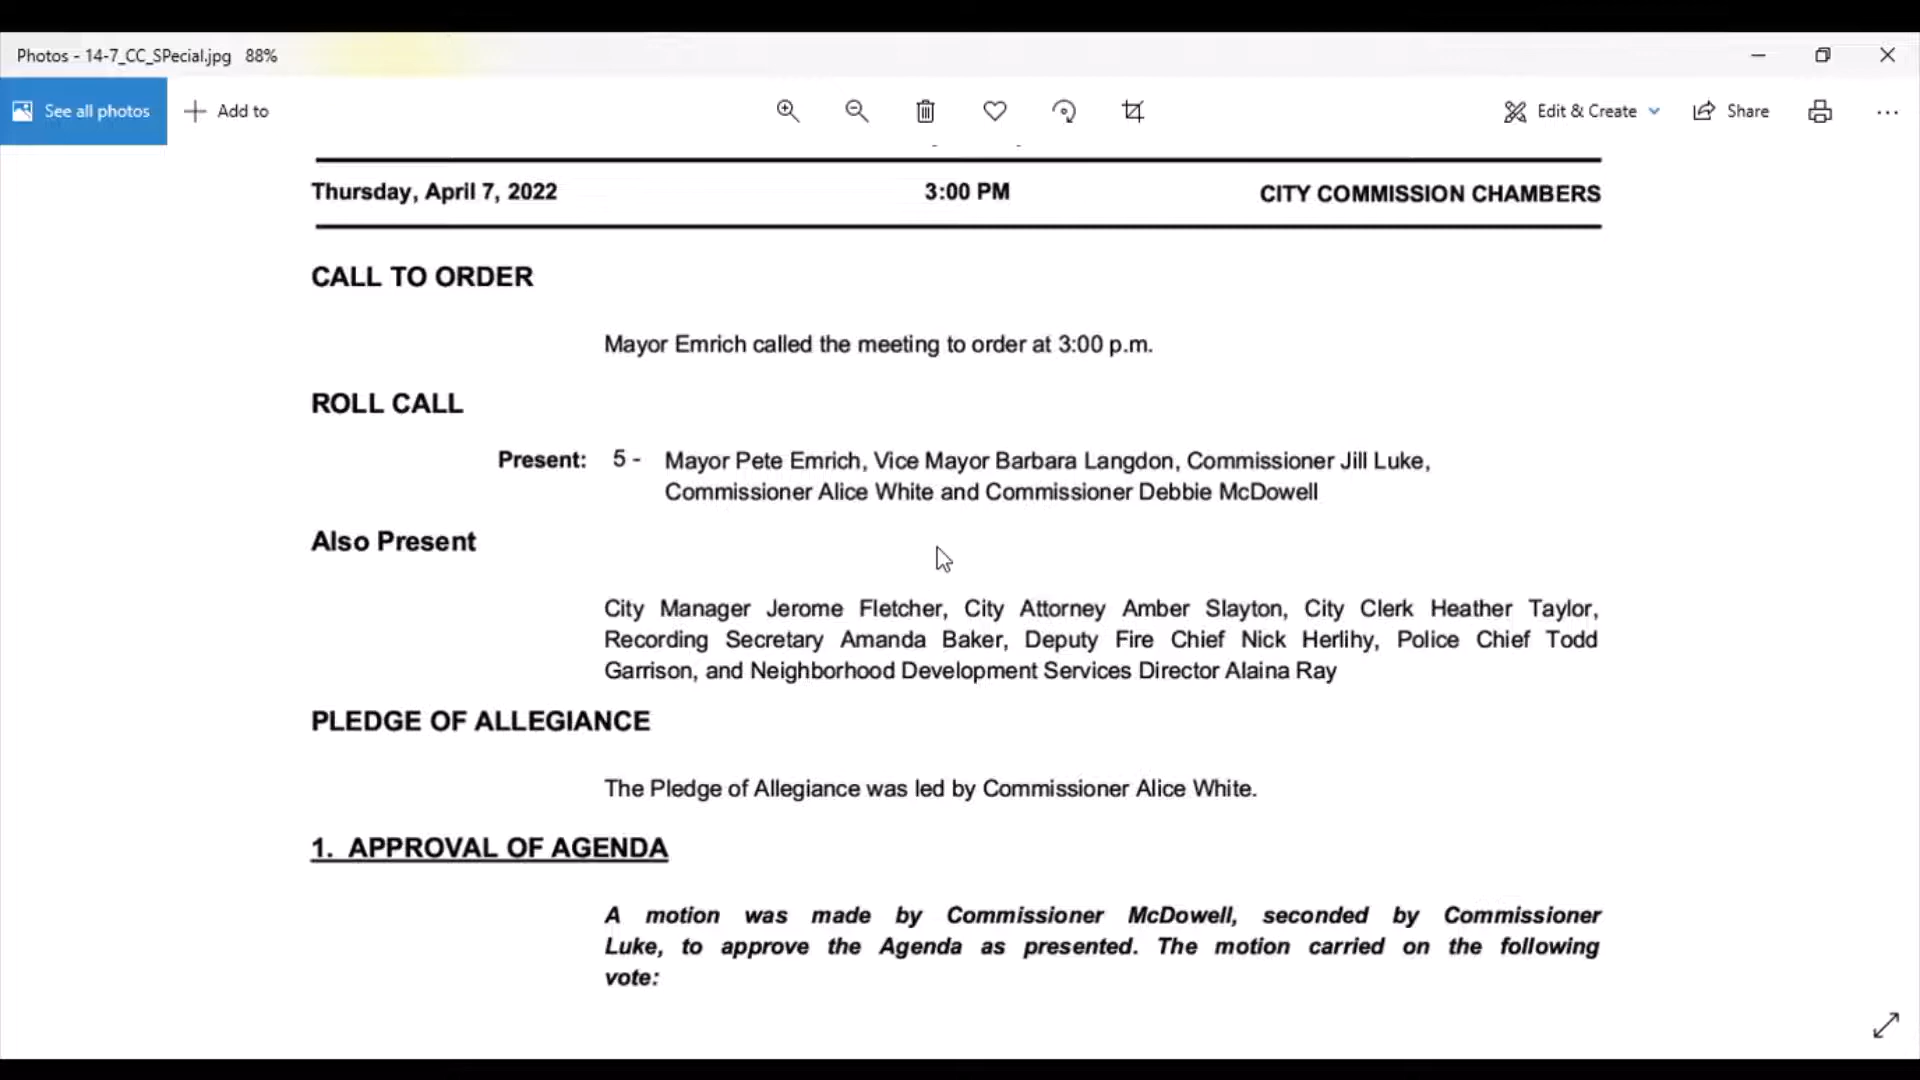 Photos - 14-7_CC_SPecial.jpg 88%
See all photos
Add to
Edit & Create
Share
Thursday, April 7, 2022 3:00 PM CITY COMMISSION CHAMBERS
CALL TO ORDER
Mayor Emrich called the meeting to order at 3:00 p.m.
ROLL CALL
Present: 5 - Mayor Pete Emrich, Vice Mayor Barbara Langdon, Commissioner Jill Luke,
Commissioner Alice White and Commissioner Debbie McDowell
Also Present
City Manager Jerome Fletcher, City Attorney Amber Slayton, City Clerk Heather Taylor,
Recording Secretary Amanda Baker, Deputy Fire Chief Nick Herlihy, Police Chief Todd
Garrison, and Neighborhood Development Services Director Alaina Ray
PLEDGE OF ALLEGIANCE
The Pledge of Allegiance was led by Commissioner Alice White.
1. APPROVAL OF AGENDA
A motion was made by Commissioner McDowell, seconded by Commissioner
Luke, to approve the Agenda as presented. The motion carried on the following
vote: